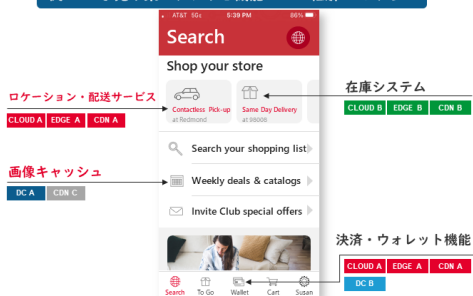 AT&T 5G 5:39 PM 86%
Search
Shop your store
Contactless Pick-up
at Redmond
Same Day Delivery
at 98008
Search your shopping list
Weekly deals & catalogs
Invite Club special offers
Search To Go Wallet Cart Susan
ロケーション・配送サービス
CLOUD A EDGE A CDN A
画像キャッシュ
DC A CDN C
在庫システム
CLOUD B EDGE B CDN B
決済・ウォレット機能
CLOUD A EDGE A CDN A
DC B